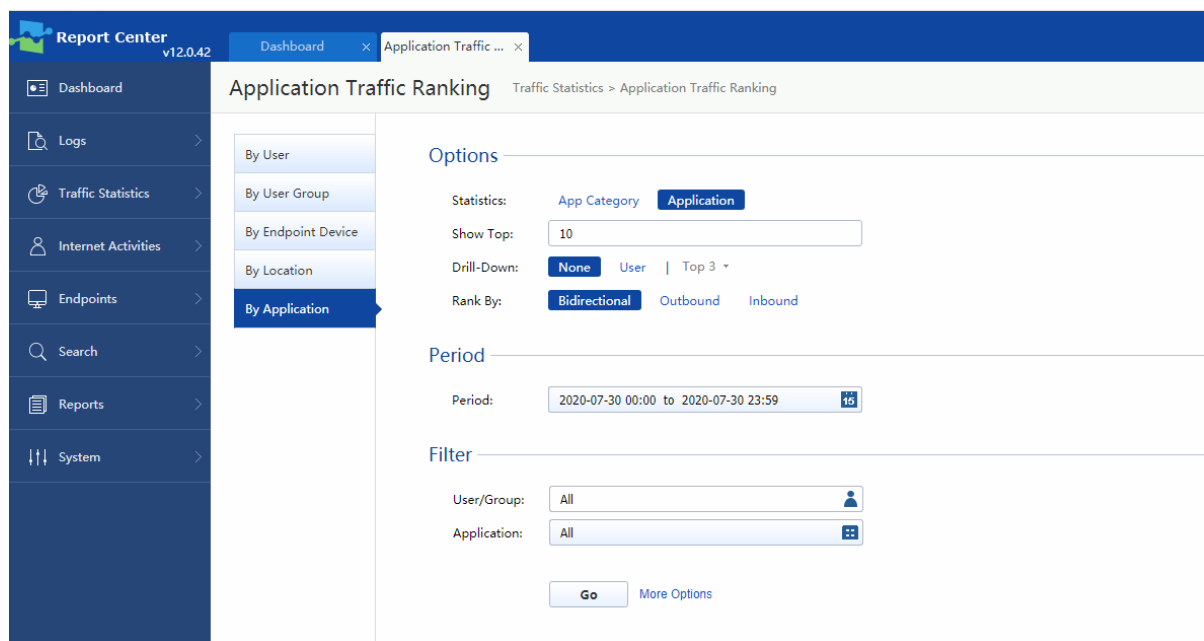 Report Center
v12.0.42
Dashboard ×
Application Traffic ... ×
Dashboard
Logs
Traffic Statistics
Internet Activities
Endpoints
Search
Reports
System
Application Traffic Ranking
Traffic Statistics > Application Traffic Ranking
By User
By User Group
By Endpoint Device
By Location
By Application
Options
Statistics: App Category Application
Show Top: 10
Drill-Down: None User | Top 3
Rank By: Bidirectional Outbound Inbound
Period
Period: 2020-07-30 00:00 to 2020-07-30 23:59
15
Filter
User/Group: All
Application: All
Go More Options